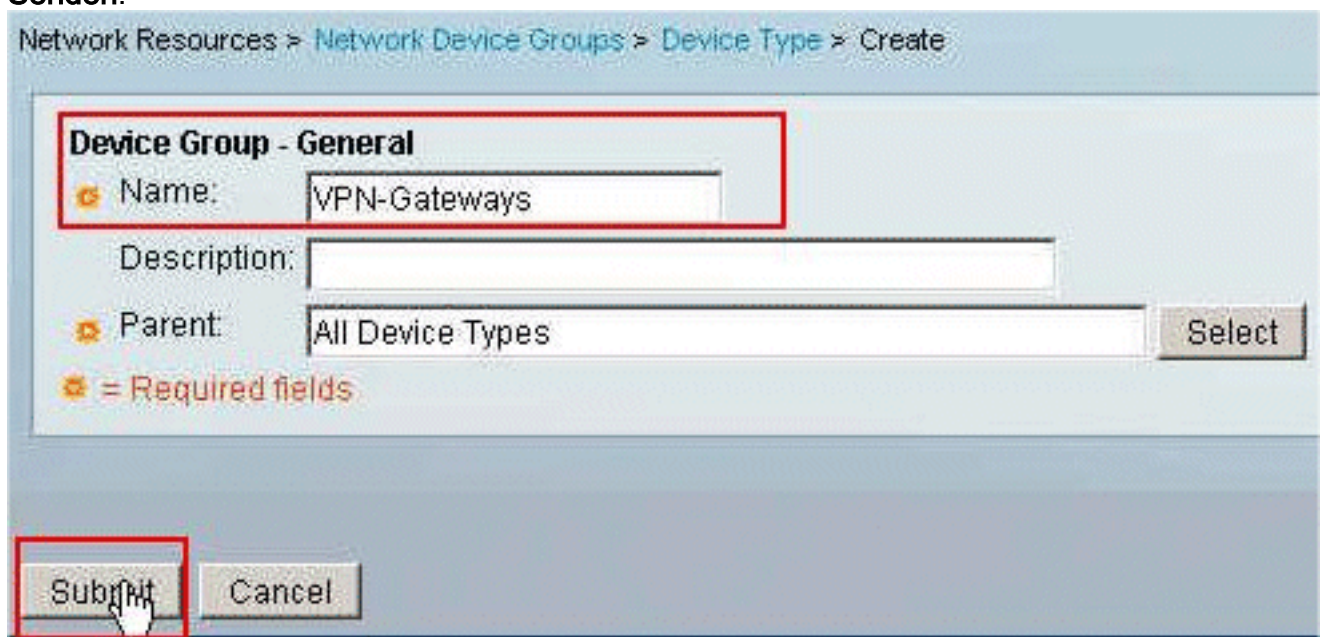 Senden.
Network Resources > Network Device Groups > Device Type > Create
Device Group - General
Name: VPN-Gateways
Description:
Parent: All Device Types Select
= Required fields
Submit Cancel